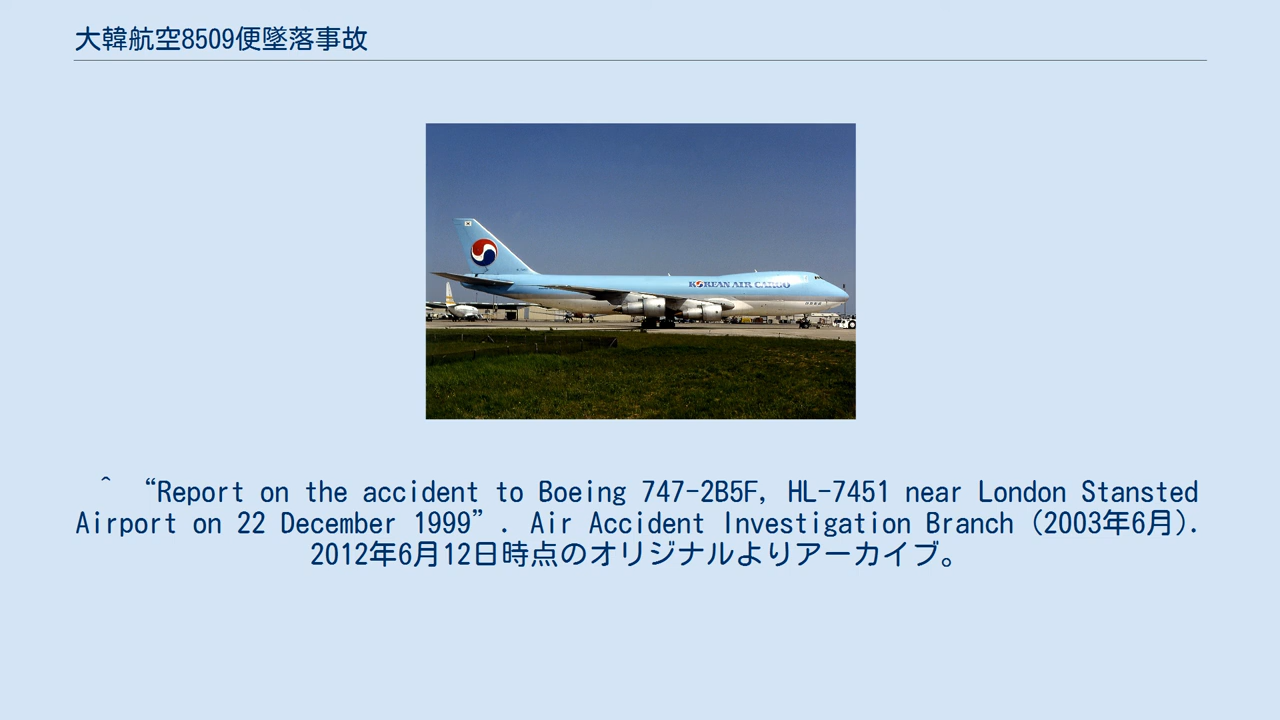 大韓航空8509便墜落事故
KOREAN AIR CARGO
^ “Report on the accident to Boeing 747-2B5F, HL-7451 near London Stansted
Airport on 22 December 1999”. Air Accident Investigation Branch (2003年6月).
2012年6月12日時点のオリジナルよりアーカイブ。